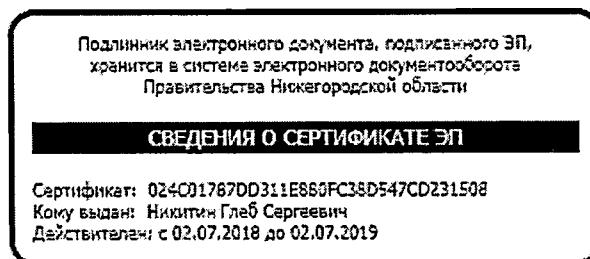 Подлинник электронного документа, подписанного ЭП,
хранится в системе электронного документооборота
Правительства Нижегородской области
СВЕДЕНИЯ О СЕРТИФИКАТЕ ЭП
Сертификат: 024C01787DD311E880FC38D547CD231508
Кому выдан: Никитин Глеб Сергеевич
Действителен: с 02.07.2018 до 02.07.2019